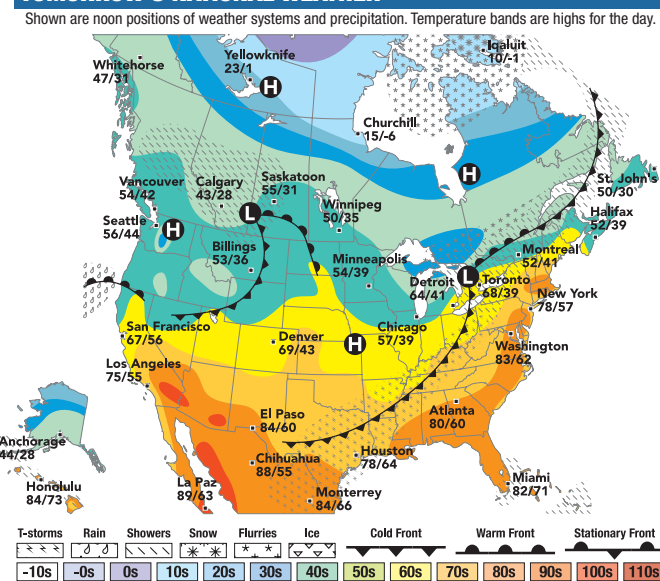 TOMORROW'S NATIONAL WEATHER
Shown are noon positions of weather systems and precipitation. Temperature bands are highs for the day.
Iqaluit
10/-1
Yellowknife
23/1
Whitehorse
47/31
H
Churchill
15/-6
H
Vancouver
54/42
Calgary
43/28
Saskatoon
55/31
St. John's
50/30
Winnipeg
50/35
L
Halifax
52/39
Seattle
56/44
H
Billings
53/36
Montreal
52/41
Minneapolis
54/39
L
Detroit
64/41
Toronto
68/39
New York
78/57
San Francisco
67/56
Denver
69/43
H
Chicago
57/39
Washington
83/62
Los Angeles
75/55
El Paso
84/60
Atlanta
80/60
Anchorage
44/28
Chihuahua
88/55
Houston
78/64
Honolulu
84/73
La Paz
89/63
Monterrey
84/66
Miami
82/71
T-storms Rain Showers Snow Flurries Ice Cold Front Warm Front Stationary Front
-10s -0s 0s 10s 20s 30s 40s 50s 60s 70s 80s 90s 100s 110s